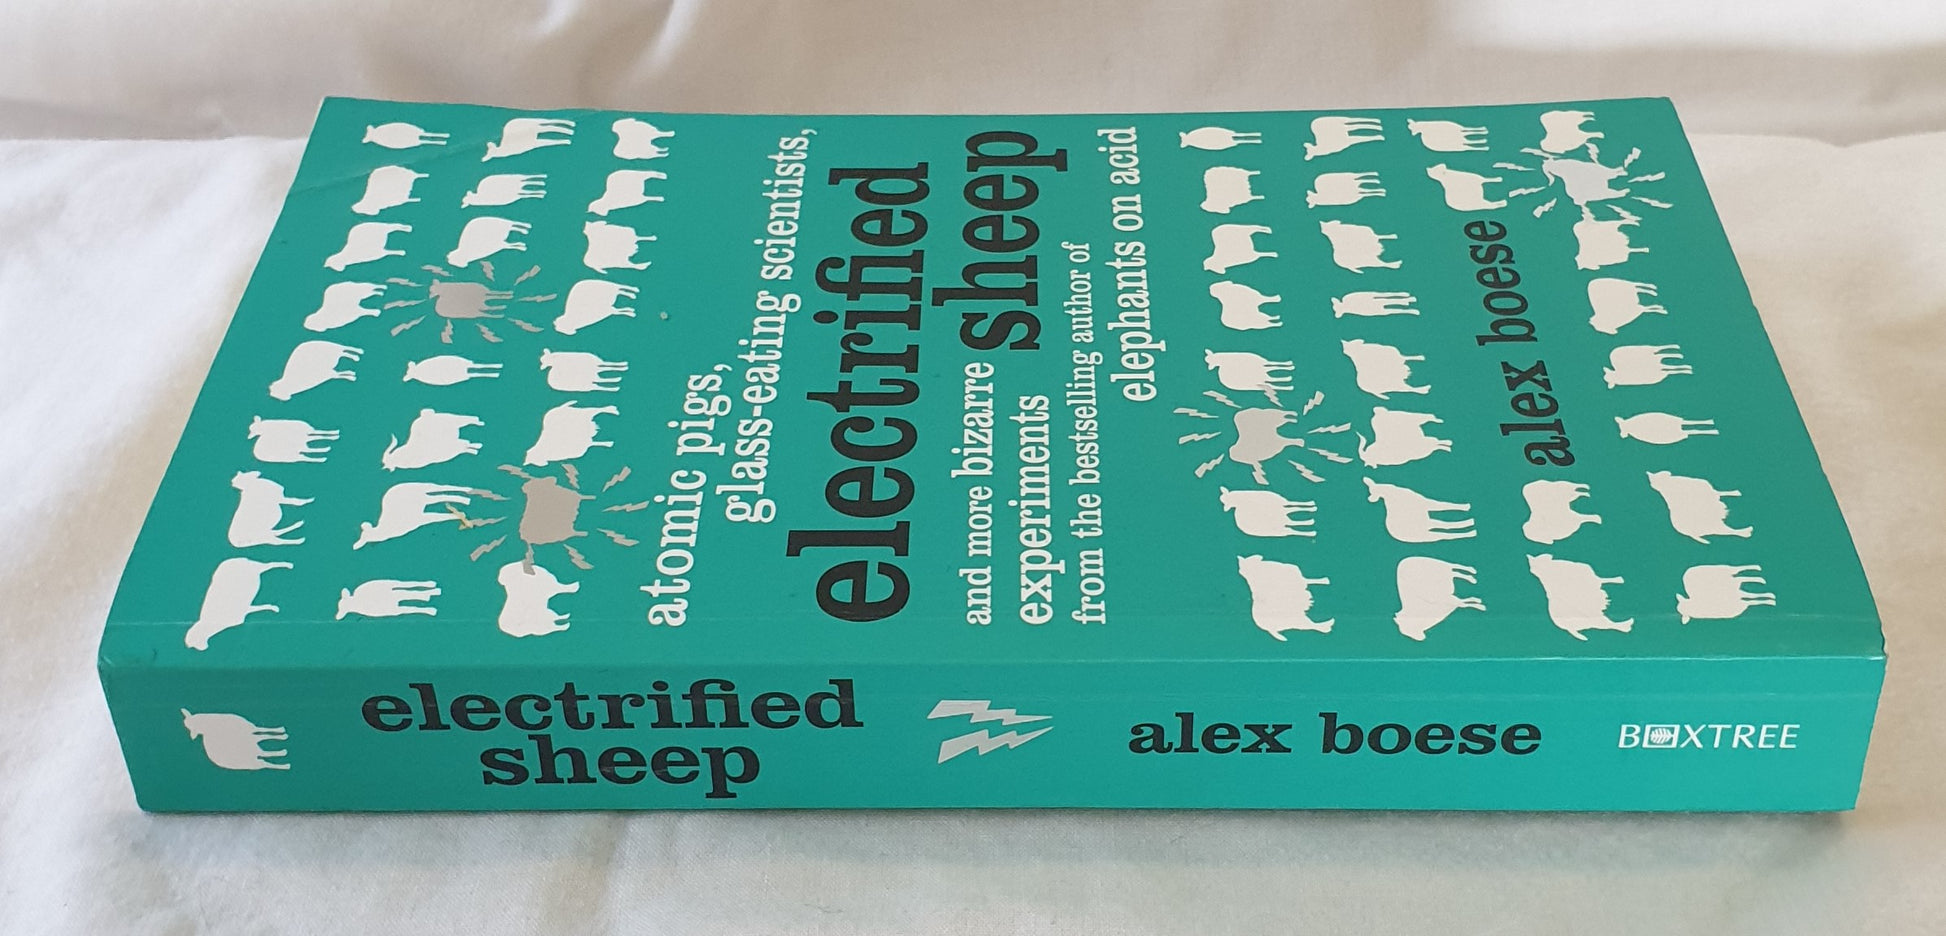 atomic pigs,
glass-eating scientists,
electrified
and more bizarre sheep
experiments
from the bestselling author of
elephants on acid
alex boese
electrified
sheep
alex boese
BOXTREE